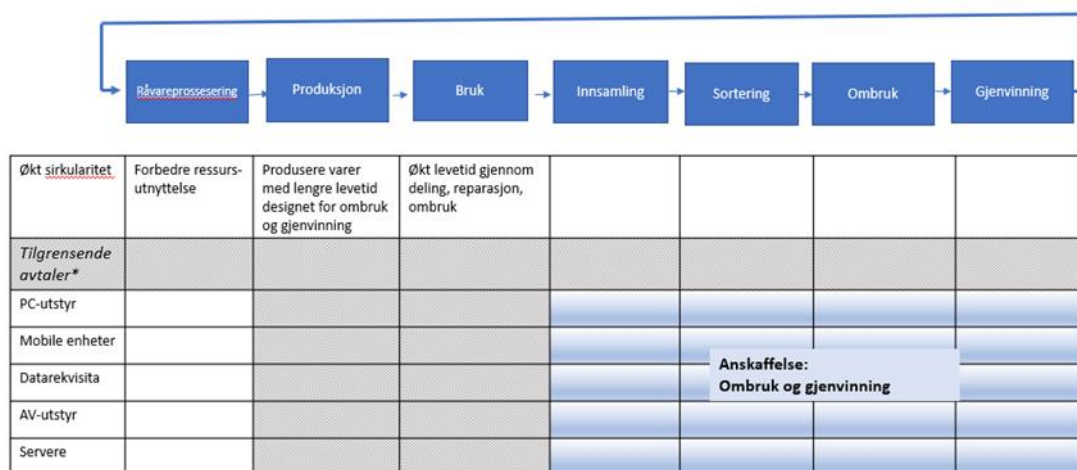 Råvareprossesering
Produksjon
Bruk
Innsamling
Sortering
Ombruk
Gjenvinning
Økt sirkularitet
Forbedre ressurs-
utnyttelse
Produsere varer
med lengre levetid
designet for ombruk
og gjenvinning
Økt levetid gjennom
deling, reparasjon,
ombruk
Tilgrensende
avtaler*
PC-utstyr
Mobile enheter
Datarekvisita
AV-utstyr
Servere
Anskaffelse:
Ombruk og gjenvinning